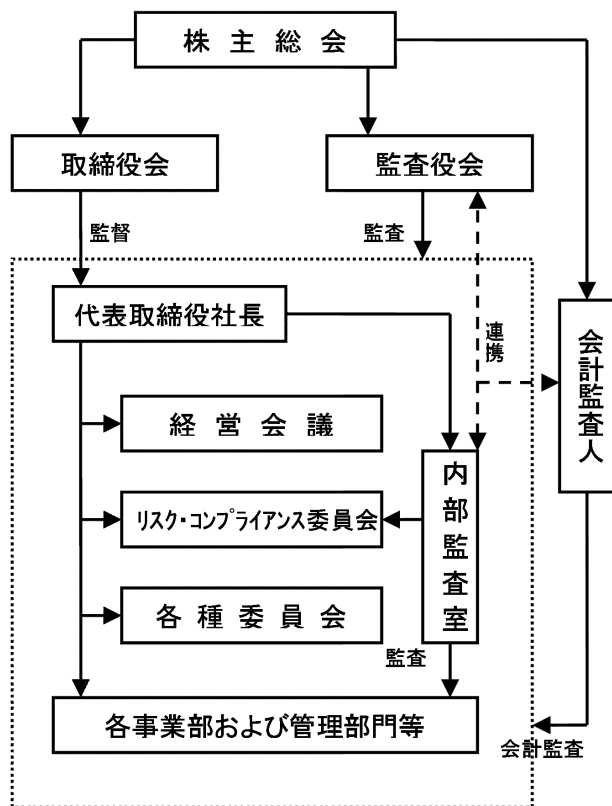 株主総会
取締役会
監査役会
監督
監査
代表取締役社長
連携
会計監査人
経営会議
内部監査室
リスク・コンプライアンス委員会
各種委員会
監査
各事業部および管理部門等
会計監査